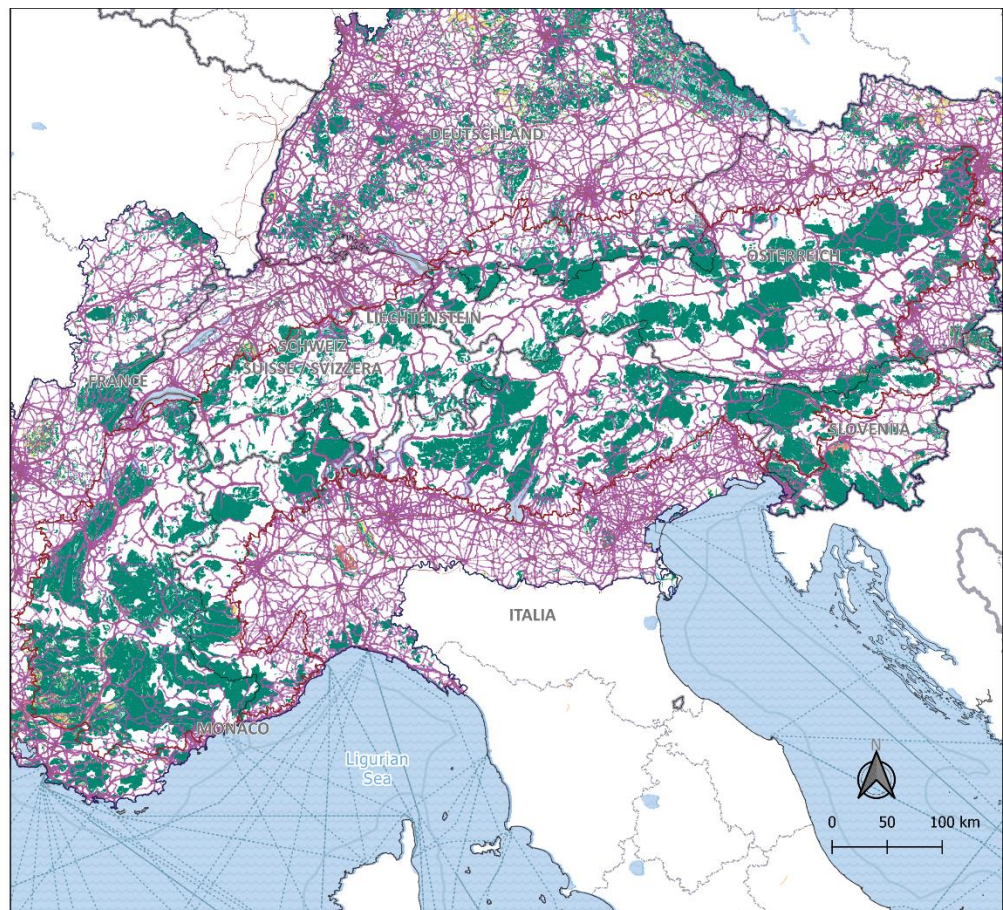 DEUTSCHLAND
ÖSTERREICH
LIECHTENSTEIN
SCHWEIZ
SUISSE / SVIZZERA
FRANCE
SLOVENIJA
ITALIA
MONACO
Ligurian
Sea
N
0 50 100 km